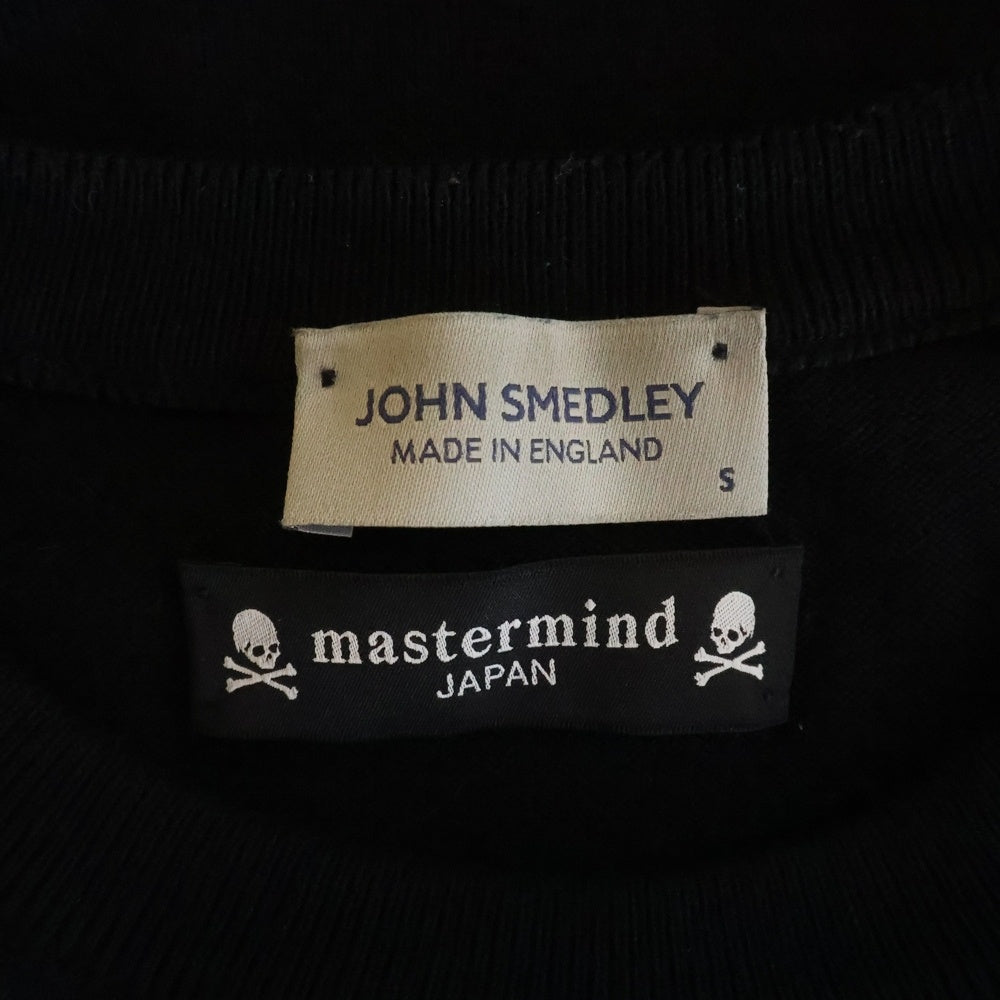 JOHN SMEDLEY
MADE IN ENGLAND
S
mastermind
JAPAN